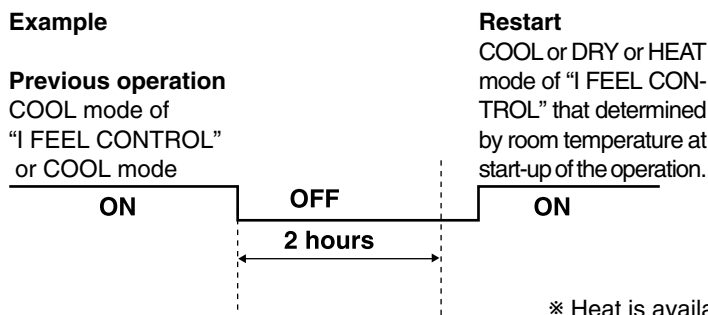 Example
Previous operation
COOL mode of
“I FEEL CONTROL”
or COOL mode
Restart
COOL or DRY or HEAT
mode of “I FEEL CON-
TROL” that determined
by room temperature at
start-up of the operation.
ON
OFF
ON
2 hours
※ Heat is availa